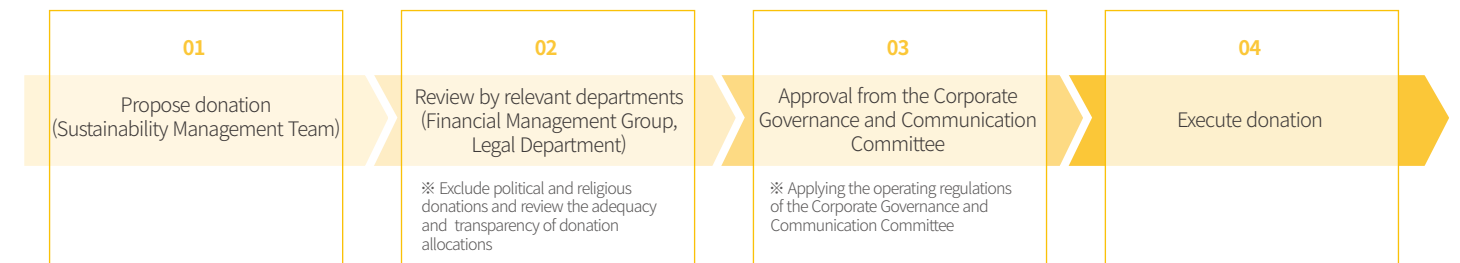 01
Propose donation
(Sustainability Management Team)
02
Review by relevant departments
(Financial Management Group,
Legal Department)
※ Exclude political and religious
donations and review the adequacy
and transparency of donation
allocations
03
Approval from the Corporate
Governance and Communication
Committee
※ Applying the operating regulations
of the Corporate Governance and
Communication Committee
04
Execute donation